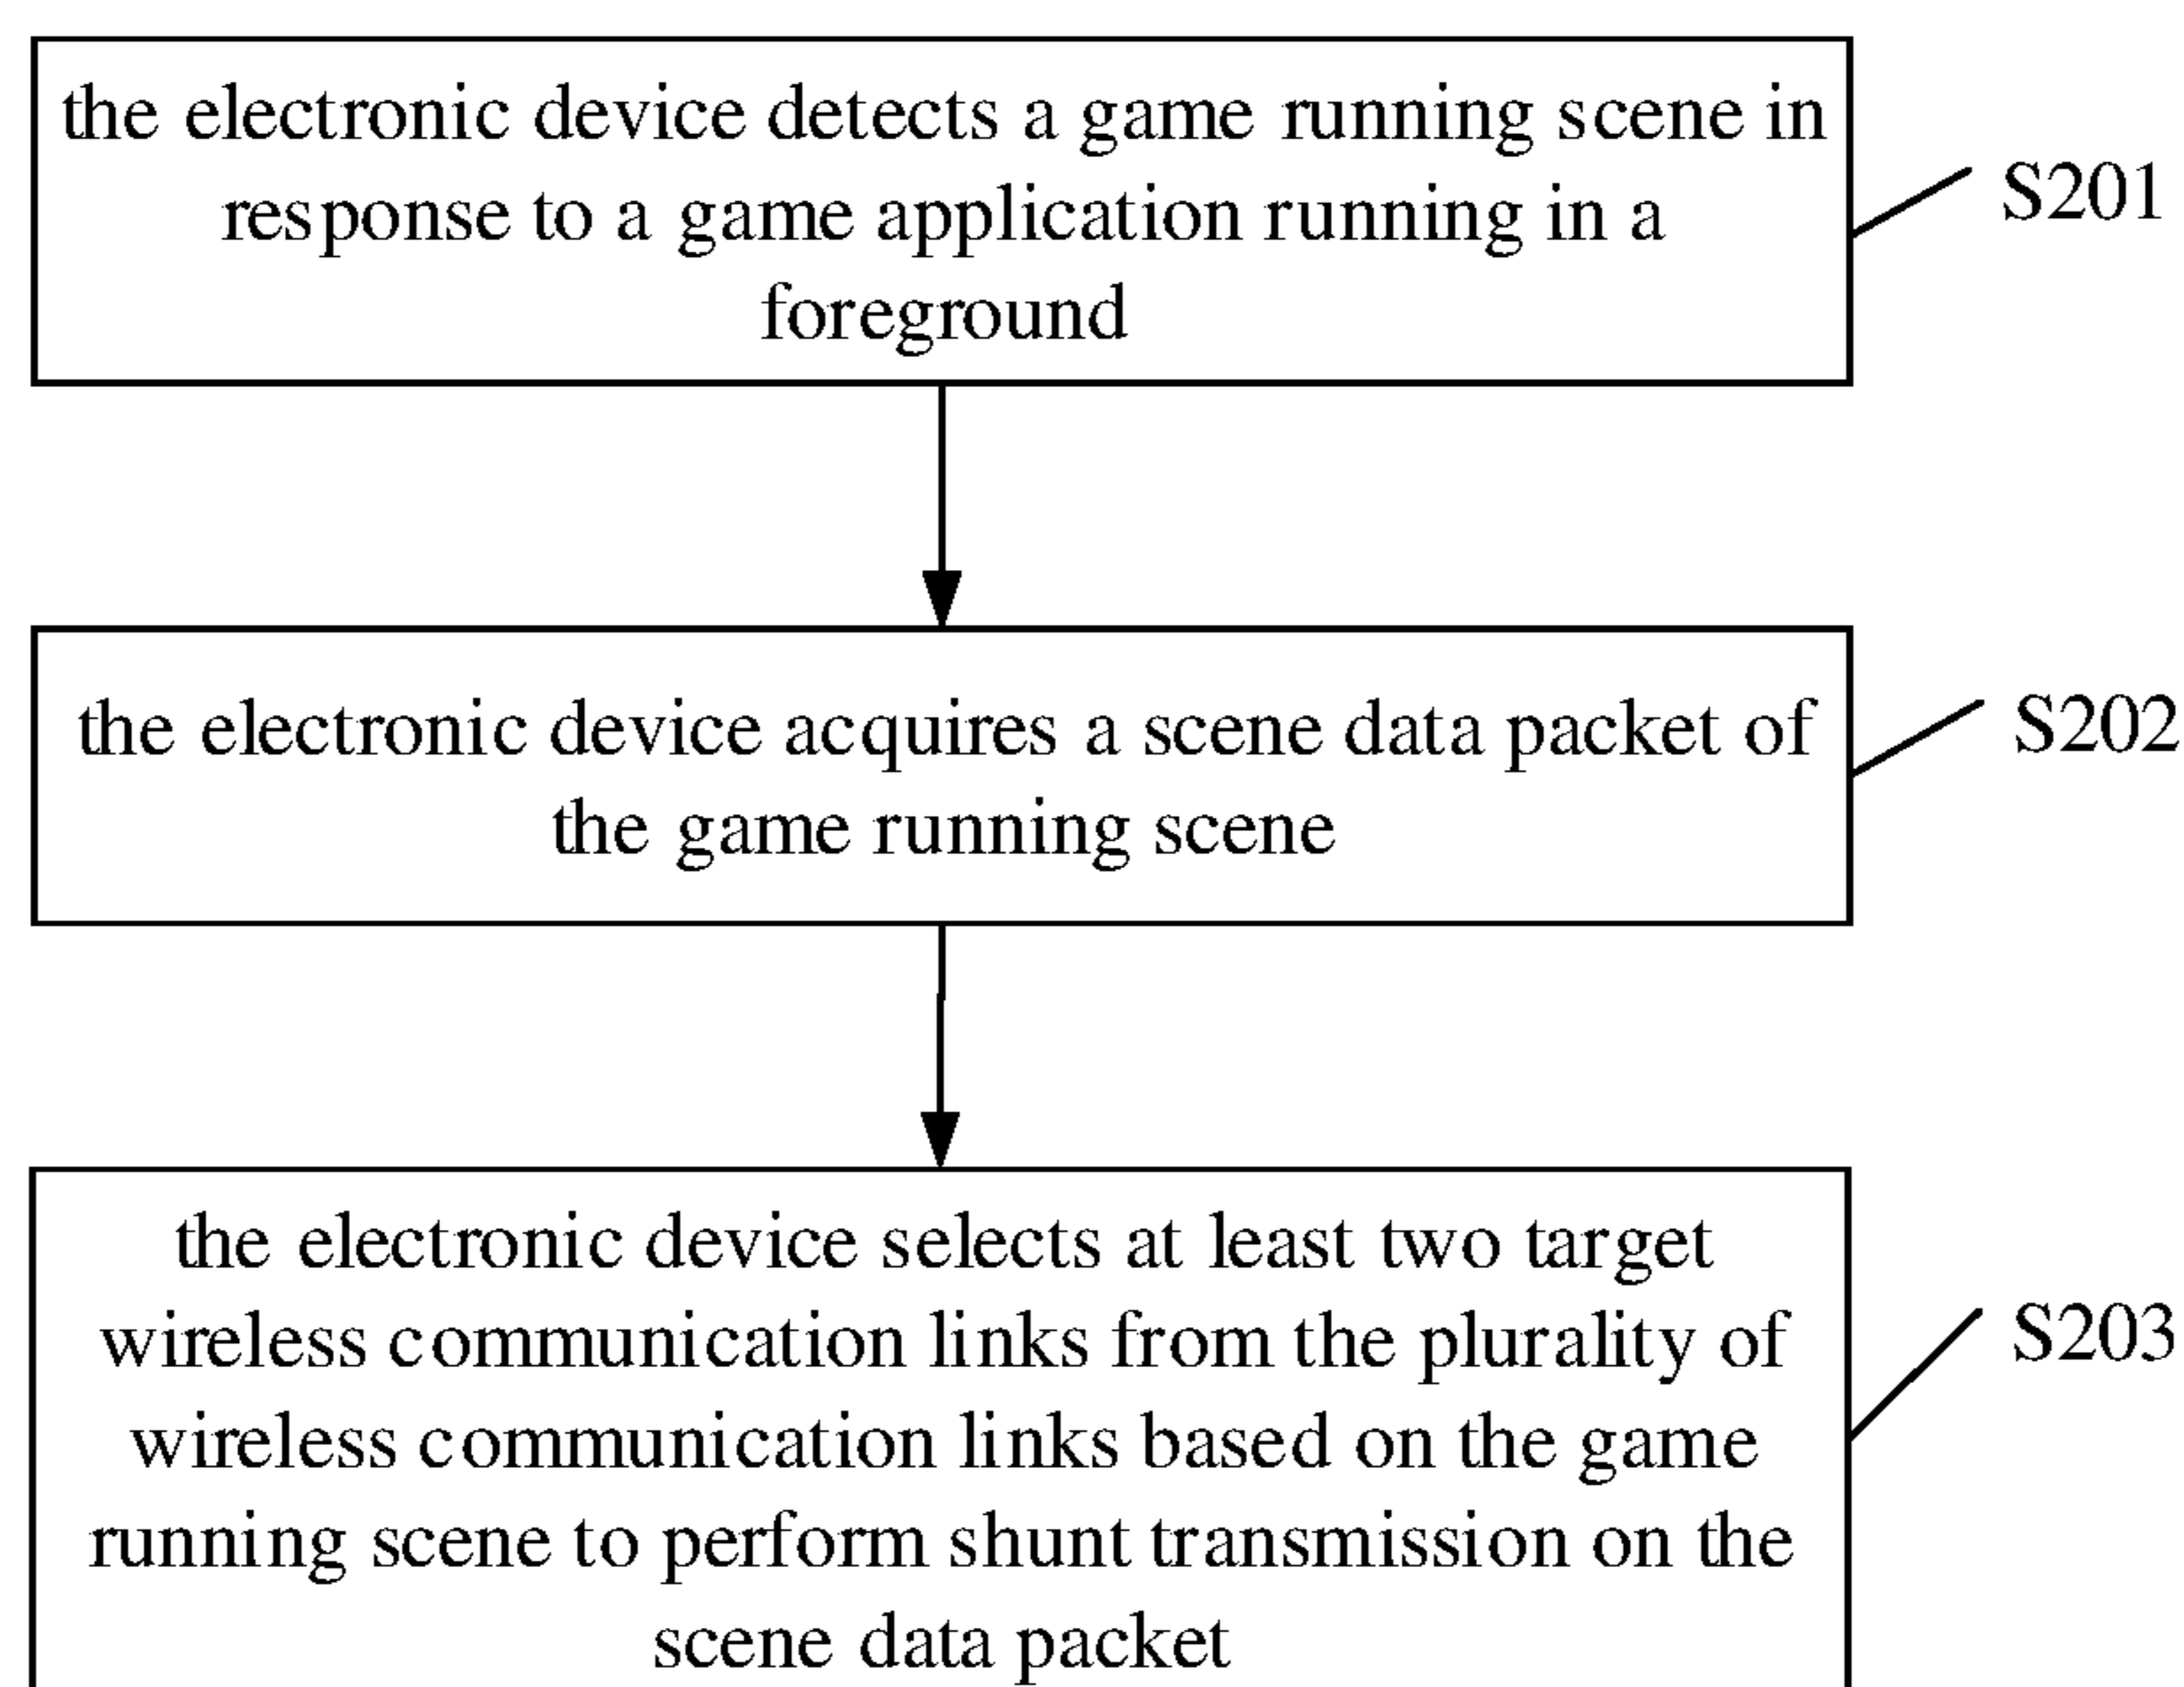 the electronic device detects a game running scene in
response to a game application running in a
foreground
S201
the electronic device acquires a scene data packet of
the game running scene
S202
the electronic device selects at least two target
wireless communication links from the plurality of
wireless communication links based on the game
running scene to perform shunt transmission on the
scene data packet
S203